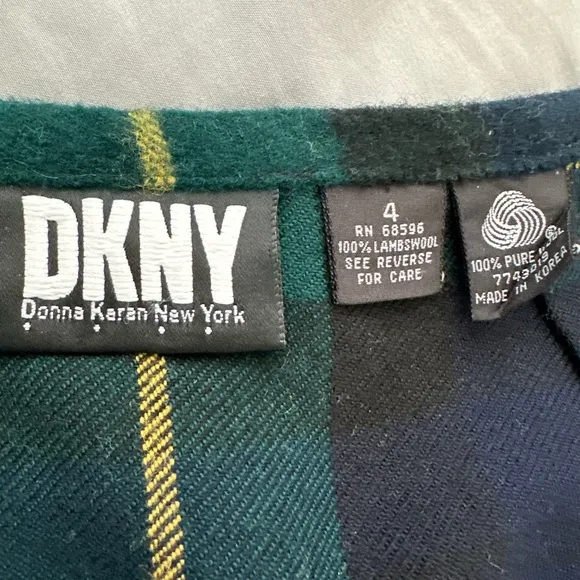 DKNY
Donna Karan New York
4
RN 68596
100% LAMBSWOOL
SEE REVERSE
FOR CARE
100% PURE
MADE IN KOREA